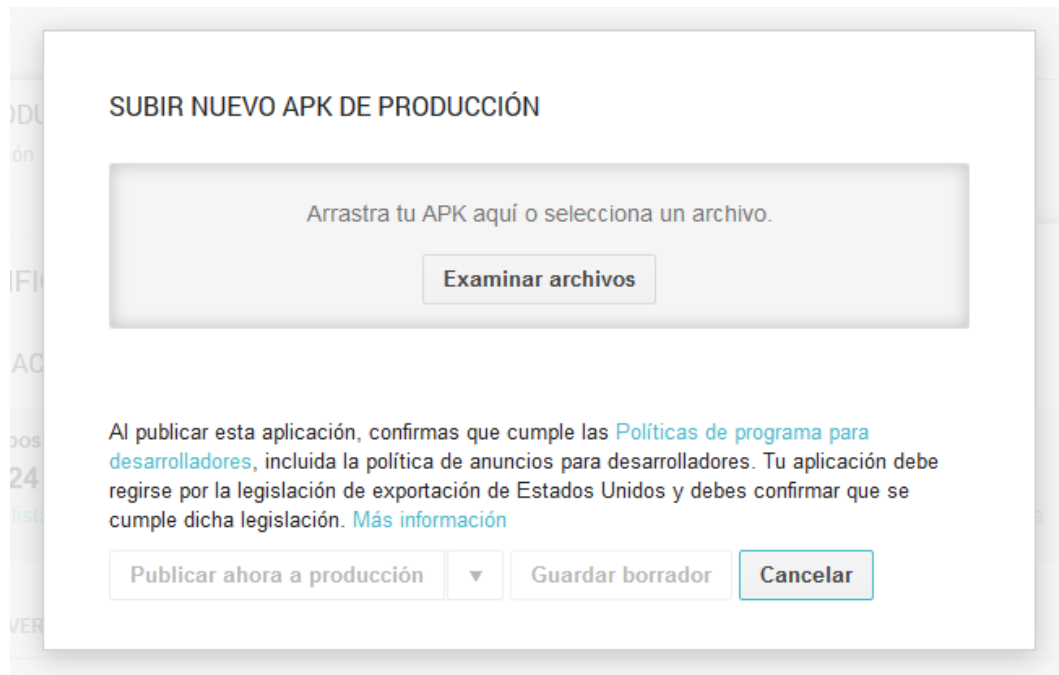 SUBIR NUEVO APK DE PRODUCCIÓN
Arrastra tu APK aquí o selecciona un archivo.
Examinar archivos
Al publicar esta aplicación, confirmas que cumple las Políticas de programa para
desarrolladores, incluida la política de anuncios para desarrolladores. Tu aplicación debe
regirse por la legislación de exportación de Estados Unidos y debes confirmar que se
cumple dicha legislación. Más información
Publicar ahora a producción ▼ Guardar borrador Cancelar
24